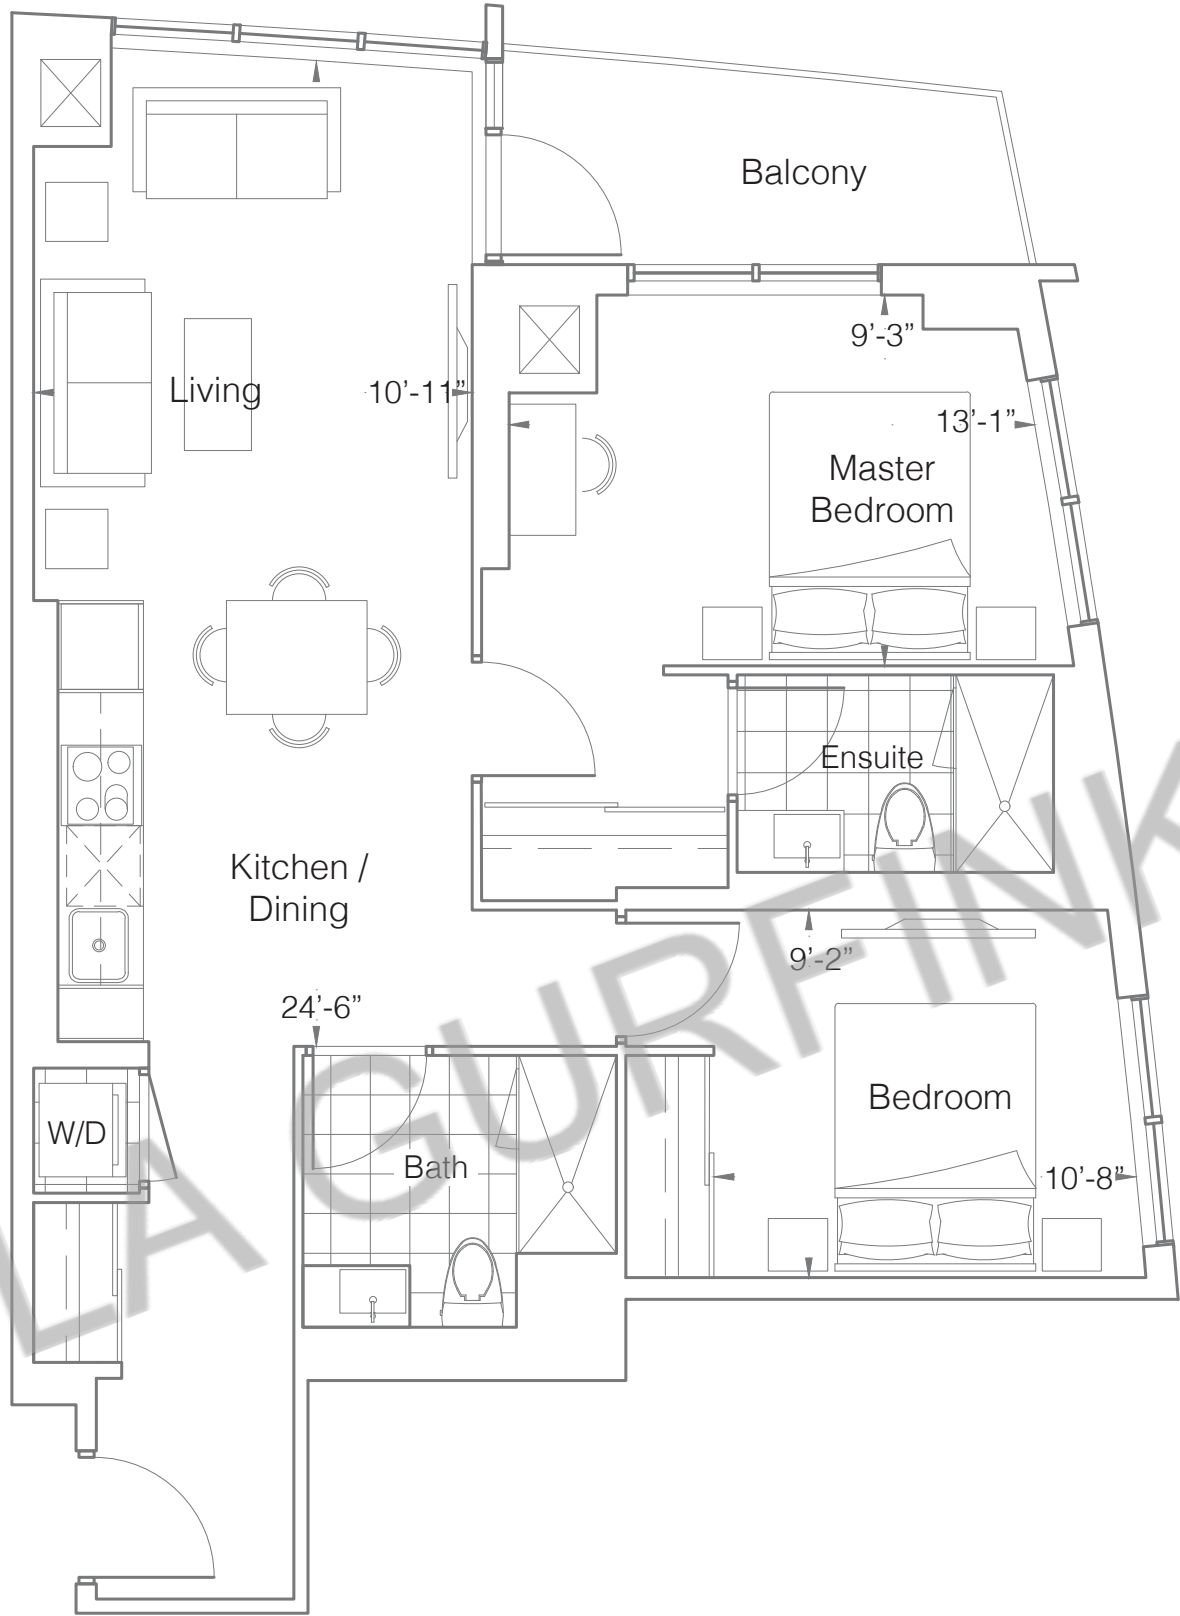 Balcony
9’-3”
Living
10’-11”
13’-1”
Master
Bedroom
Ensuite
Kitchen /
Dining
9’-2”
24’-6”
Bedroom
W/D
Bath
10’-8”
LA GURFINK